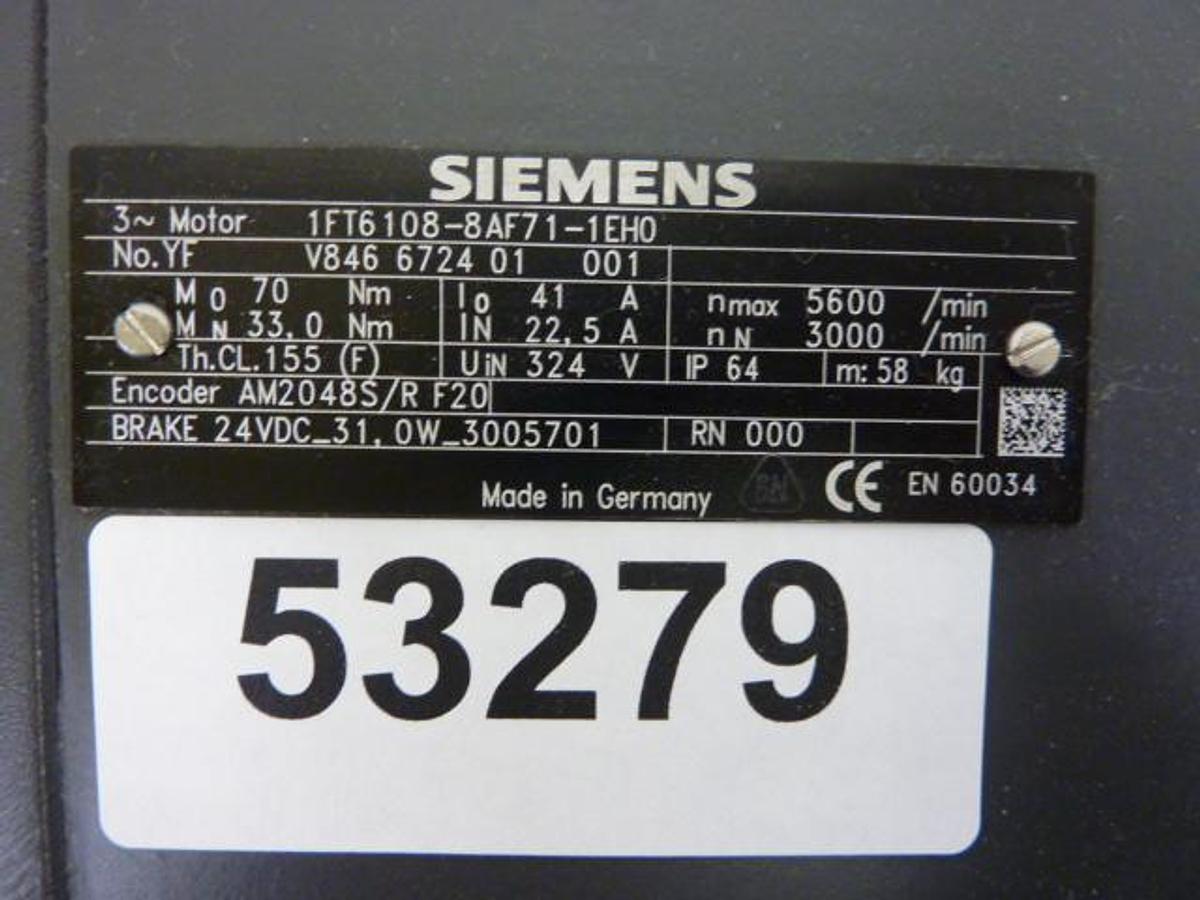 SIEMENS
3~ Motor 1FT6108-8AF71-1EH0
No.YF V846 6724 01 001
M0 70 Nm I0 41 A nmax 5600 /min
MN 33,0 Nm IN 22,5 A nN 3000 /min
Th.CL.155 (F) UiN 324 V IP 64 m: 58 kg
Encoder AM2048S/R F20
BRAKE 24VDC_31,0W_3005701 RN 000
Made in Germany CE EN 60034
53279